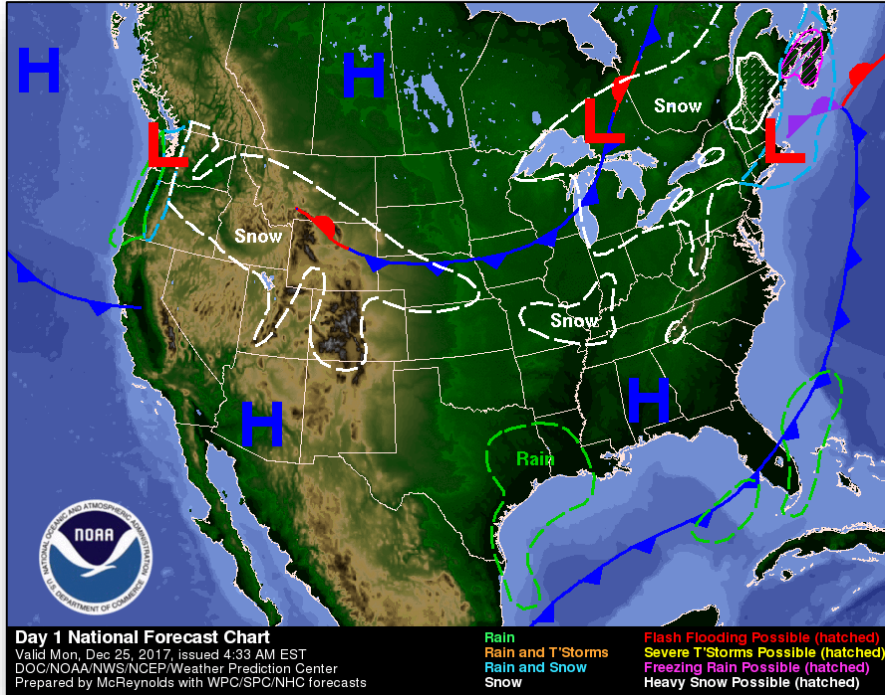 H
H
L
Snow
L
L
Snow
Snow
H
H
Rain
NATIONAL OCEANIC AND ATMOSPHERIC ADMINISTRATION
NOAA
U.S. DEPARTMENT OF COMMERCE
Day 1 National Forecast Chart
Valid Mon, Dec 25, 2017, issued 4:33 AM EST
DOC/NOAA/NWS/NCEP/Weather Prediction Center
Prepared by McReynolds with WPC/SPC/NHC forecasts
Rain
Rain and T'Storms
Rain and Snow
Snow
Flash Flooding Possible (hatched)
Severe T'Storms Possible (hatched)
Freezing Rain Possible (hatched)
Heavy Snow Possible (hatched)